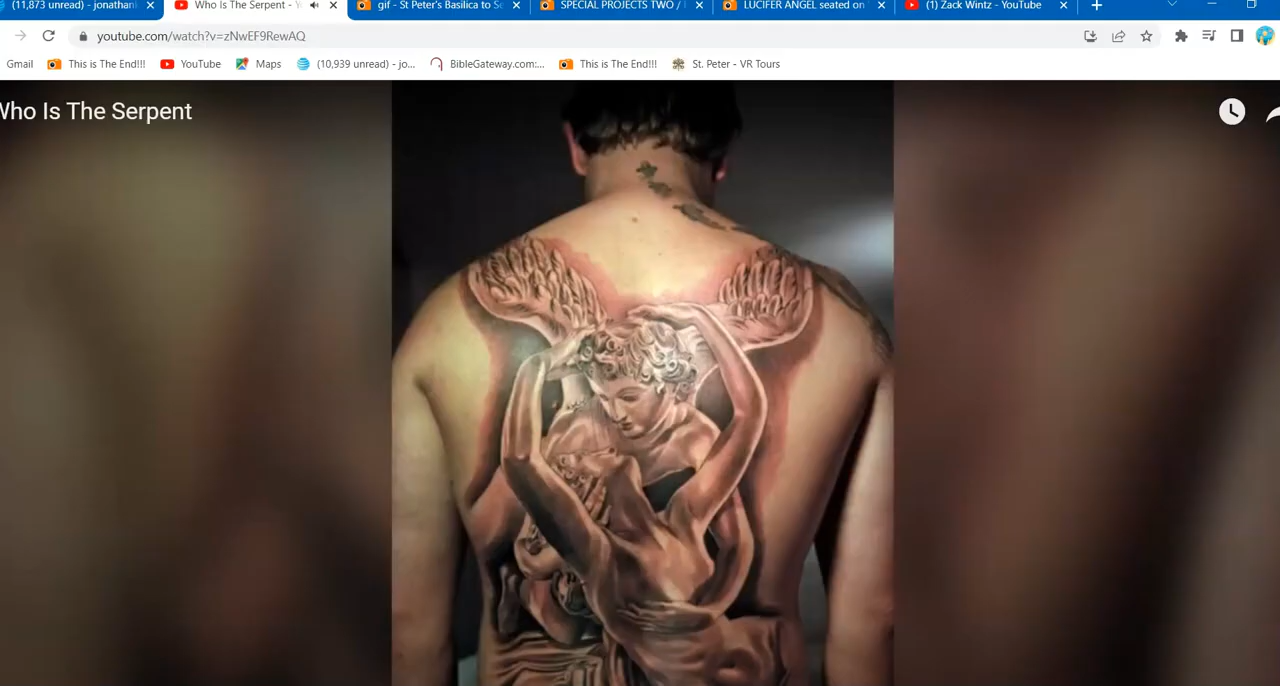 (11,873 unread) - jonathan
Who Is The Serpent - Y
gif - St Peter's Basilica to Se
SPECIAL PROJECTS TWO / 
LUCIFER ANGEL seated on
(1) Zack Wintz - YouTube
youtube.com/watch?v=zNwEF9RewAQ
Gmail
This is The End!!!
YouTube
Maps
(10,939 unread) - jo...
BibleGateway.com:...
This is The End!!!
St. Peter - VR Tours
Who Is The Serpent